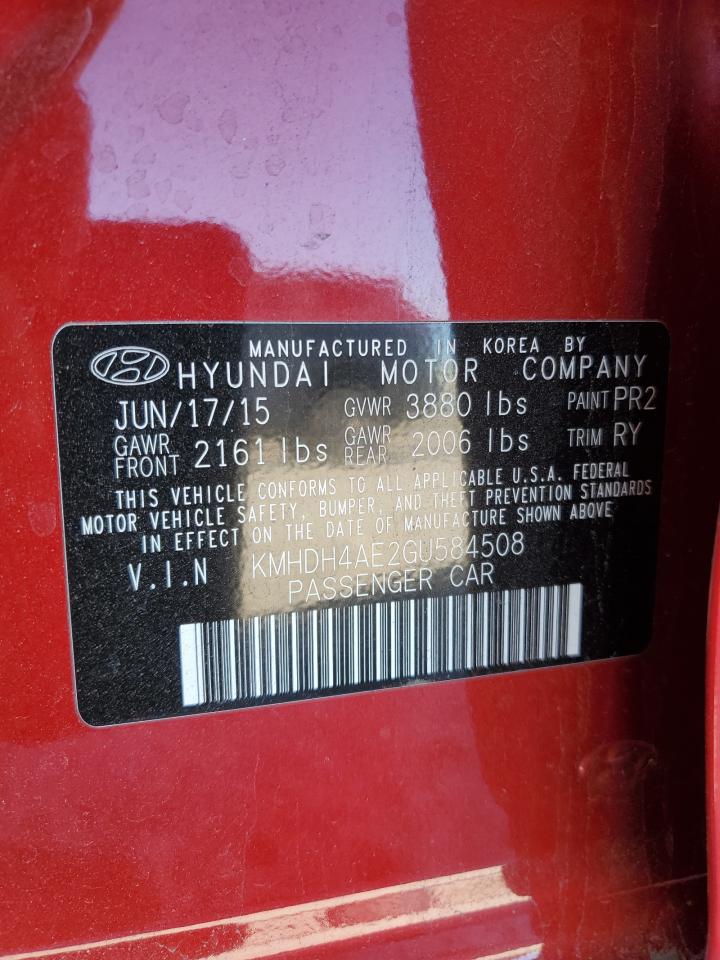 MANUFACTURED IN KOREA BY
HYUNDAI MOTOR COMPANY
JUN/17/15 GVWR 3880 lbs PAINT PR2
GAWR FRONT 2161 lbs GAWR REAR 2006 lbs TRIM RY
THIS VEHICLE CONFORMS TO ALL APPLICABLE U.S.A. FEDERAL
MOTOR VEHICLE SAFETY, BUMPER, AND THEFT PREVENTION STANDARDS
IN EFFECT ON THE DATE OF MANUFACTURE SHOWN ABOVE
V.I.N KMHDH4AE2GU584508
PASSENGER CAR